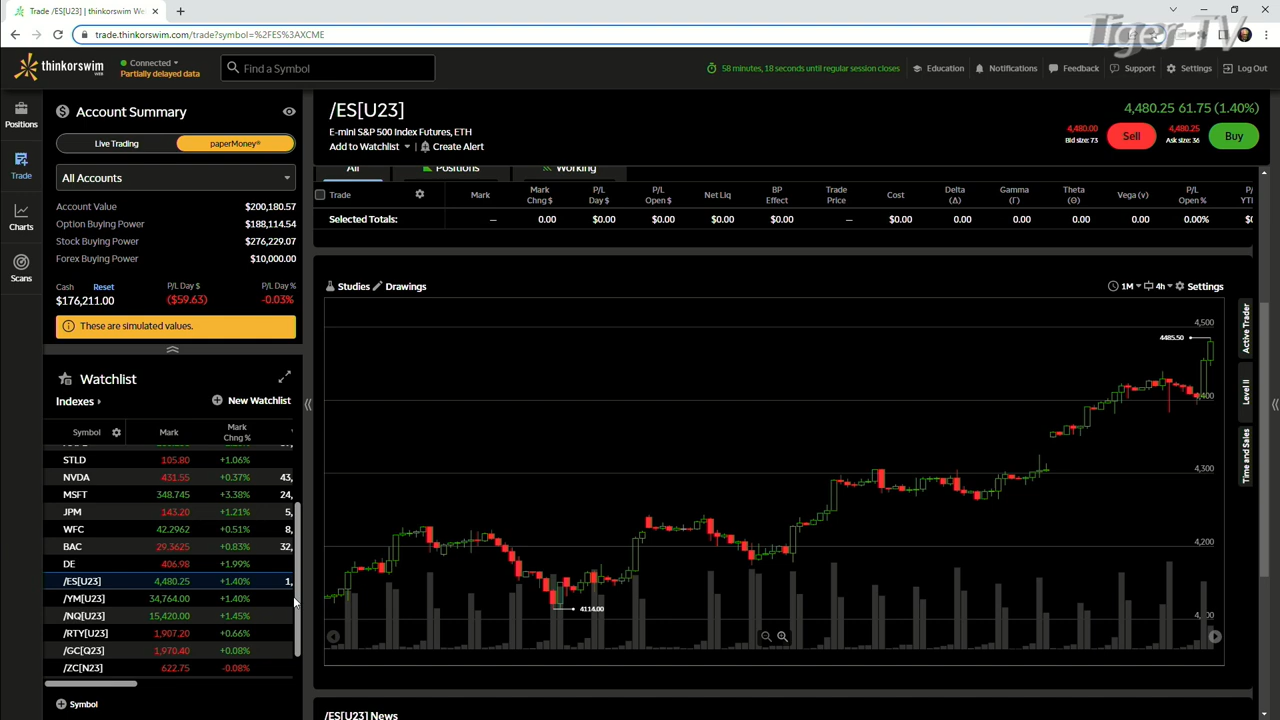 Trade /ES[U23] | thinkorswim We
trade.thinkorswim.com/trade?symbol=%2FES%3AXCME
Tiger-TV
thinkorswim WEB
Connected
Partially delayed data
Find a Symbol
58 minutes, 18 seconds until regular session closes
Education
Notifications
Feedback
Support
Settings
Log Out
Positions
Trade
Charts
Scans
Account Summary
Live Trading
paperMoney®
All Accounts
Account Value $200,180.57
Option Buying Power $188,114.54
Stock Buying Power $276,229.07
Forex Buying Power $10,000.00
Cash Reset P/L Day $ P/L Day %
$176,211.00 ($59.63) -0.03%
These are simulated values.
Watchlist
Indexes
New Watchlist
Symbol Mark Mark Chng %
STLD 105.80 +1.06%
NVDA 431.55 +0.37% 43,
MSFT 348.745 +3.38% 24,
JPM 143.20 +1.21% 5,
WFC 42.2962 +0.51% 8,
BAC 29.3625 +0.83% 32,
DE 406.98 +1.99%
/ES[U23] 4,480.25 +1.40% 1,
/YM[U23] 34,764.00 +1.40%
/NQ[U23] 15,420.00 +1.45%
/RTY[U23] 1,907.20 +0.66%
/GC[Q23] 1,970.40 +0.08%
/ZC[N23] 622.75 -0.08%
Symbol
/ES[U23]
E-mini S&P 500 Index Futures, ETH
Add to Watchlist | Create Alert
4,480.25 61.75 (1.40%)
4,480.00
Bid size: 73
Sell
4,480.25
Ask size: 36
Buy
All Positions Working
Trade Mark Mark Chng $ P/L Day $ P/L Open $ Net Liq BP Effect Trade Price Cost Delta (Δ) Gamma (Γ) Theta (Θ) Vega (v) P/L Open % P/ YTI
Selected Totals: — 0.00 $0.00 $0.00 $0.00 $0.00 — $0.00 0.00 0.00 0.00 0.00 0.00% $0
Studies Drawings
1M 4h Settings
4,500
4485.50
4,400
4,300
4,200
4114.00
Active Trader
Level II
Time and Sales
/ES[U23] News